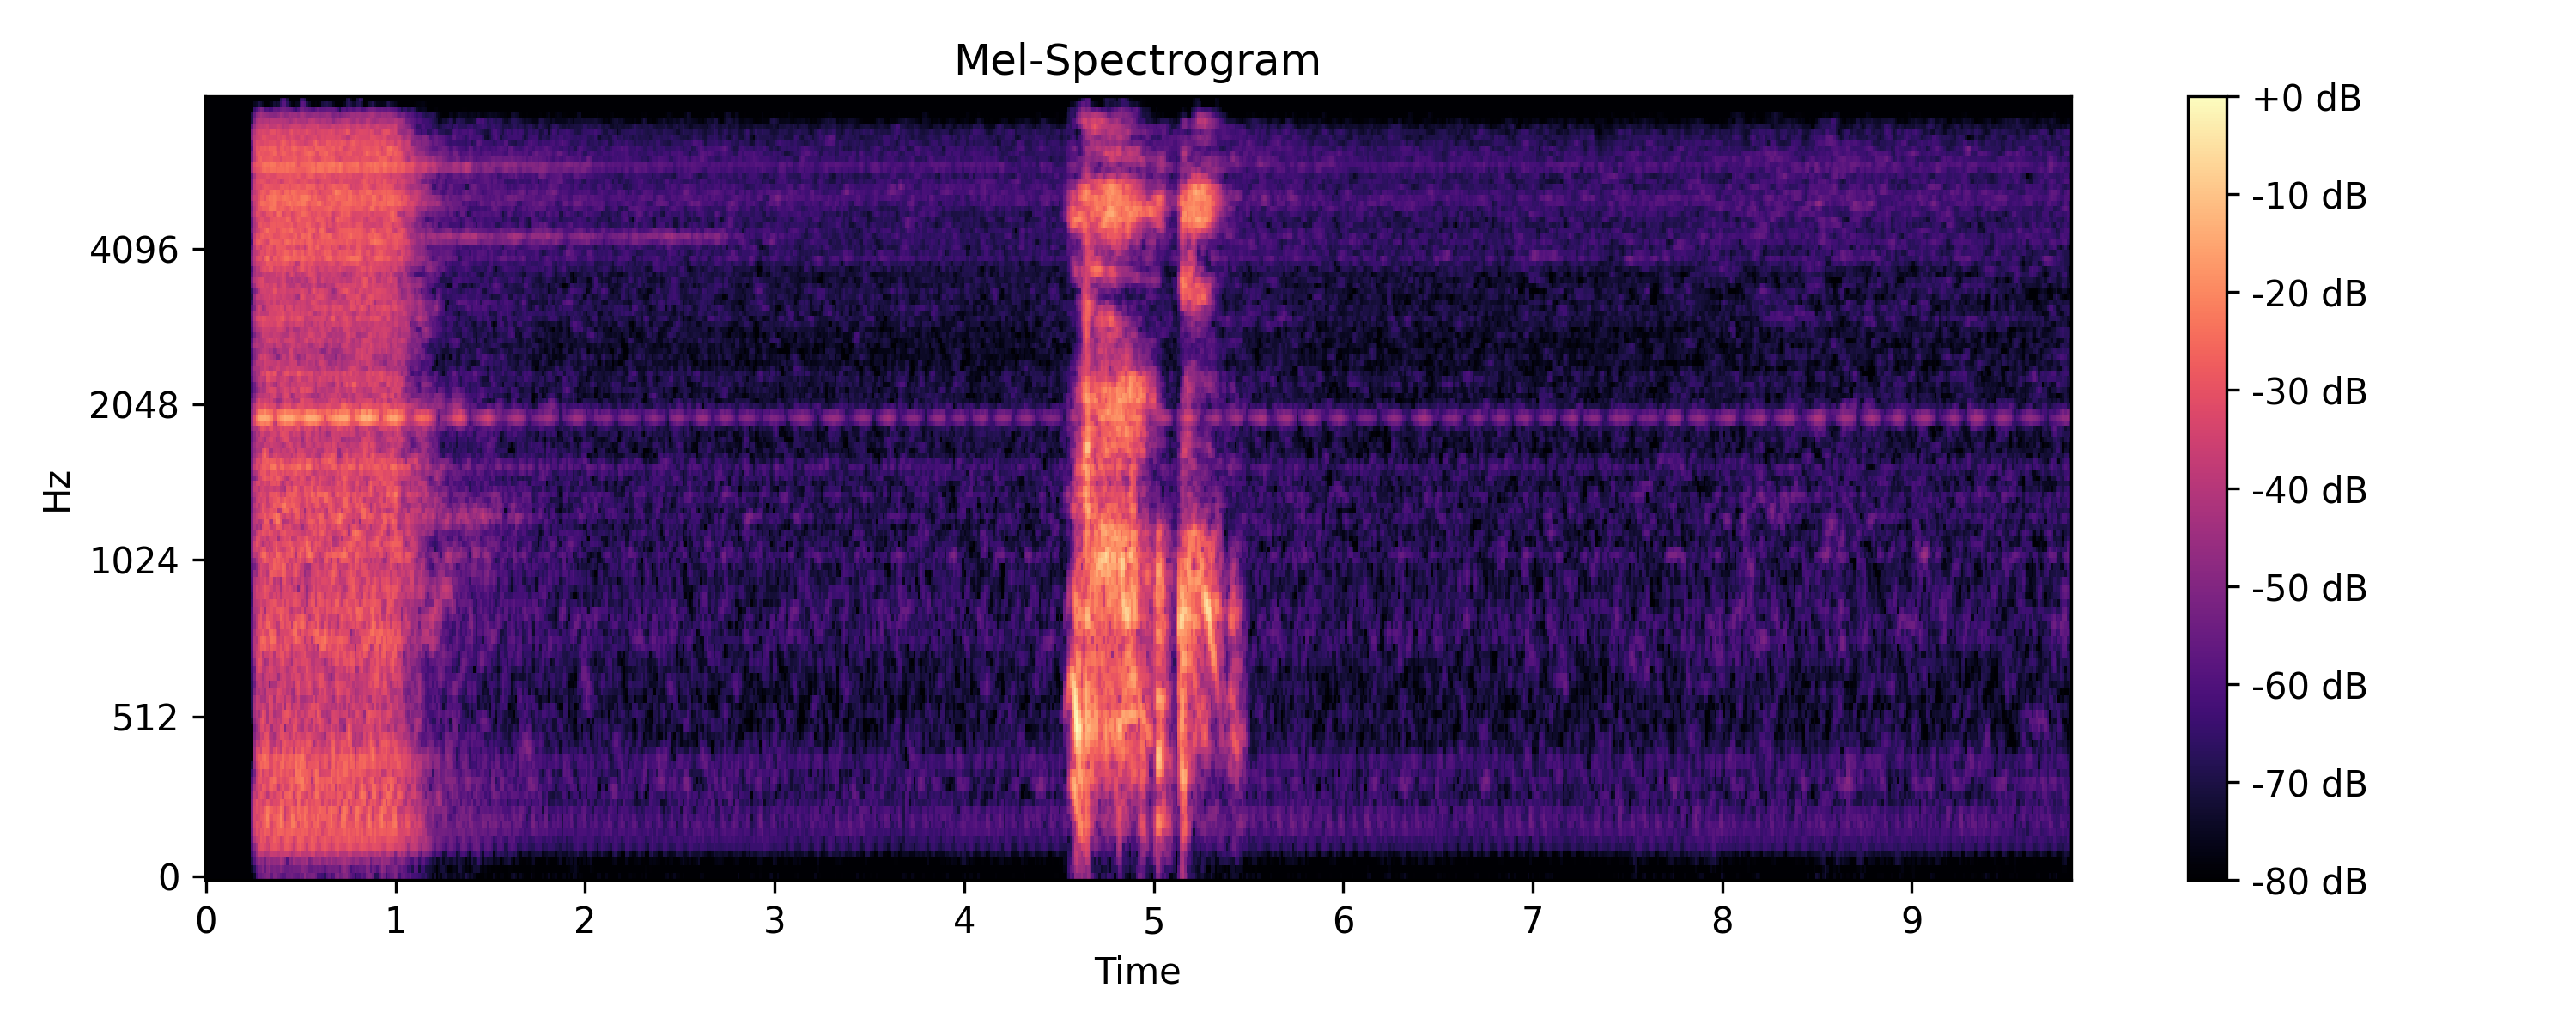 Mel-Spectrogram
+0 dB
-10 dB
-20 dB
-30 dB
-40 dB
-50 dB
-60 dB
-70 dB
-80 dB
Hz
4096
2048
1024
512
0
0 1 2 3 4 5 6 7 8 9
Time